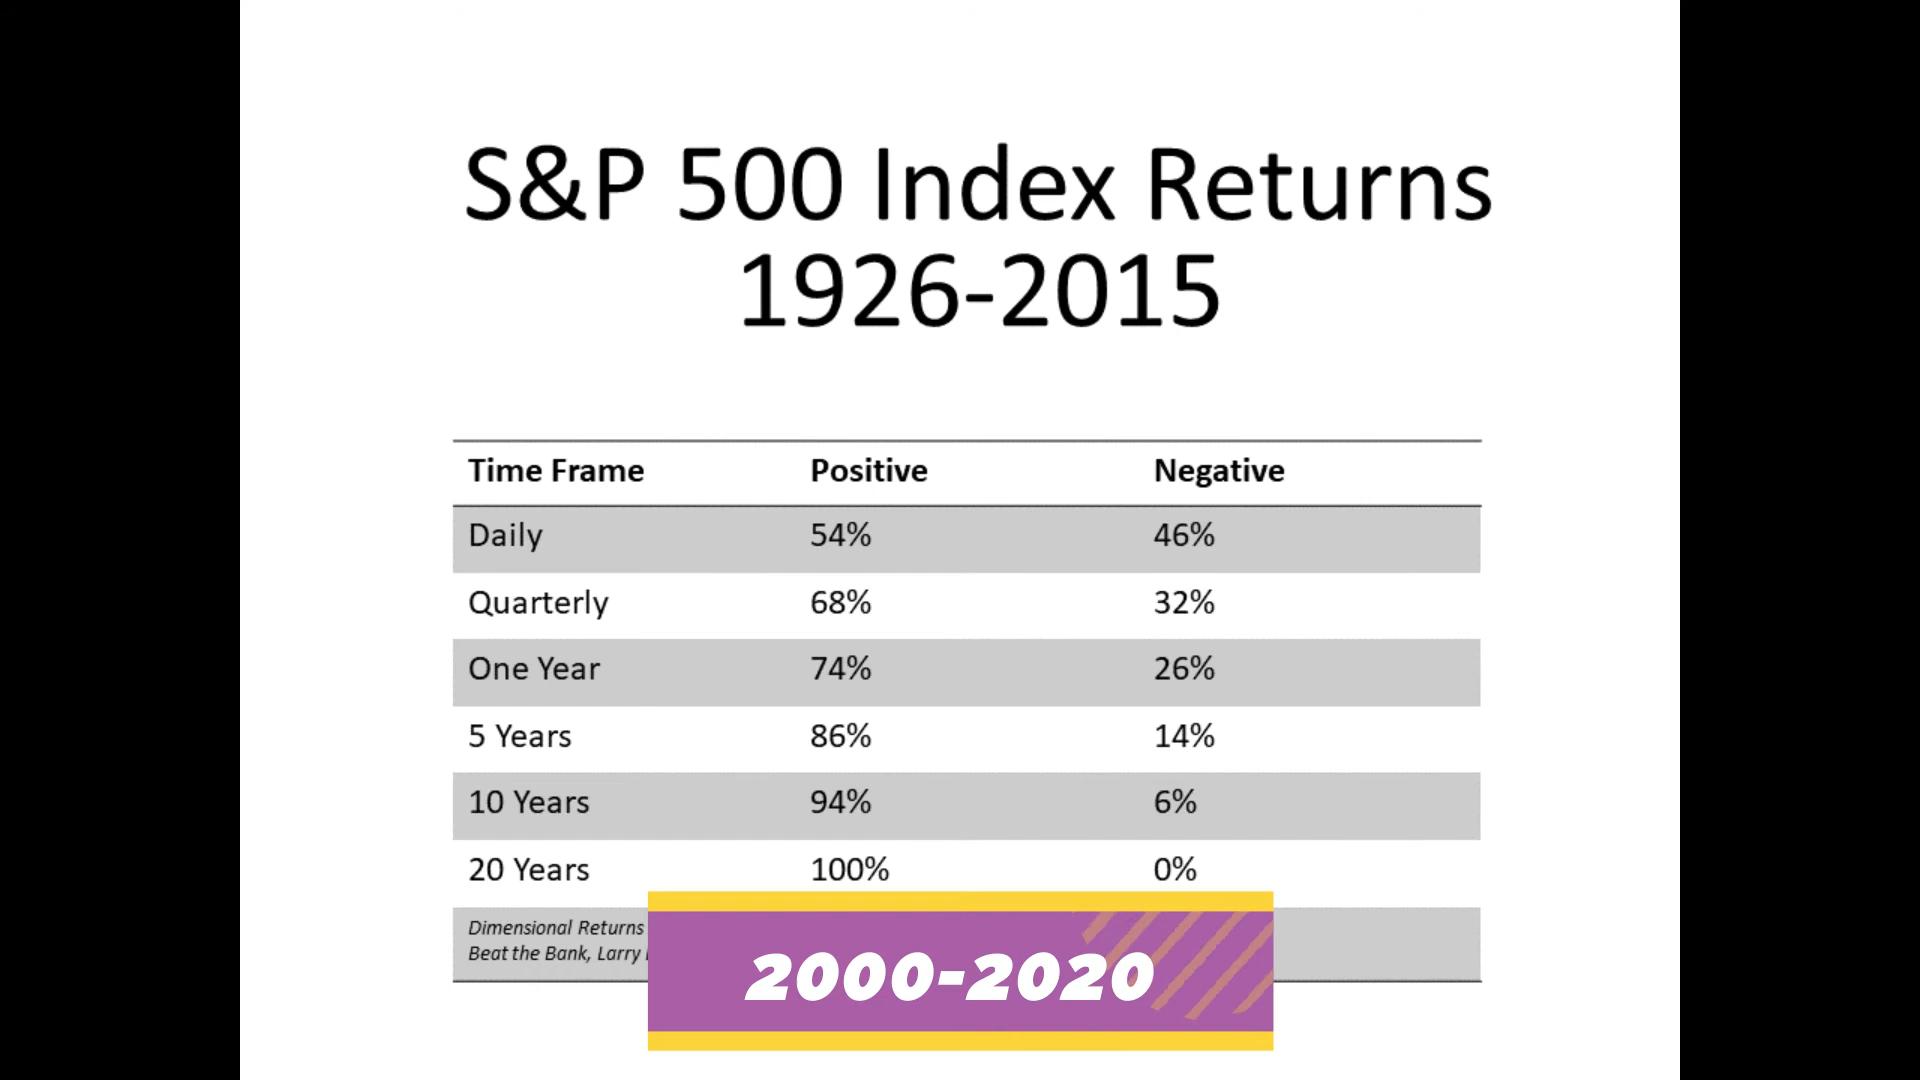 S&P 500 Index Returns
1926-2015
Time Frame Positive Negative
Daily 54% 46%
Quarterly 68% 32%
One Year 74% 26%
5 Years 86% 14%
10 Years 94% 6%
20 Years 100% 0%
Dimensional Returns
Beat the Bank, Larry
2000-2020